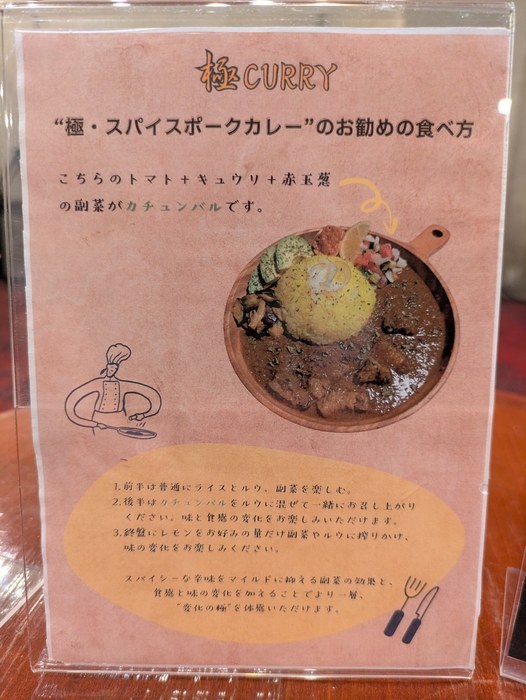 極CURRY
“極・スパイスポークカレー”のお勧めの食べ方
こちらのトマト＋キュウリ＋赤玉葱
の副菜がカチュンバルです。
1.前半は普通にライスとルウ、副菜を楽しむ。
2.後半はカチュンバルをルウに混ぜて一緒にお召し上がり
ください。味と食感の変化をお楽しみいただけます。
3.終盤にレモンをお好みの量だけ副菜やルウに搾りかけ、
味の変化をお楽しみください。
スパイシーな辛味をマイルドに抑える副菜の効果と、
食感と味の変化を加えることでより一層、
“変化の極”を体感いただけます。